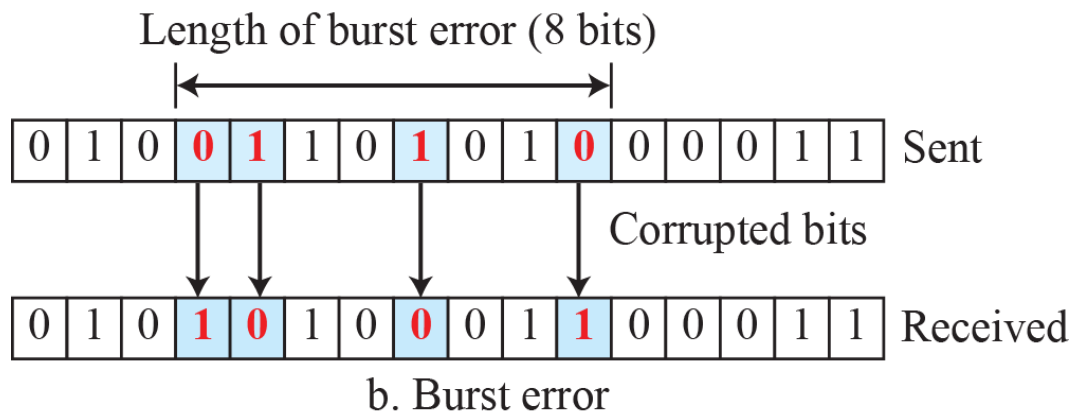 Length of burst error (8 bits)
0 1 0 0 1 1 0 1 0 1 0 0 0 0 1 1 Sent
Corrupted bits
0 1 0 1 0 1 0 0 0 1 1 0 0 0 1 1 Received
b. Burst error